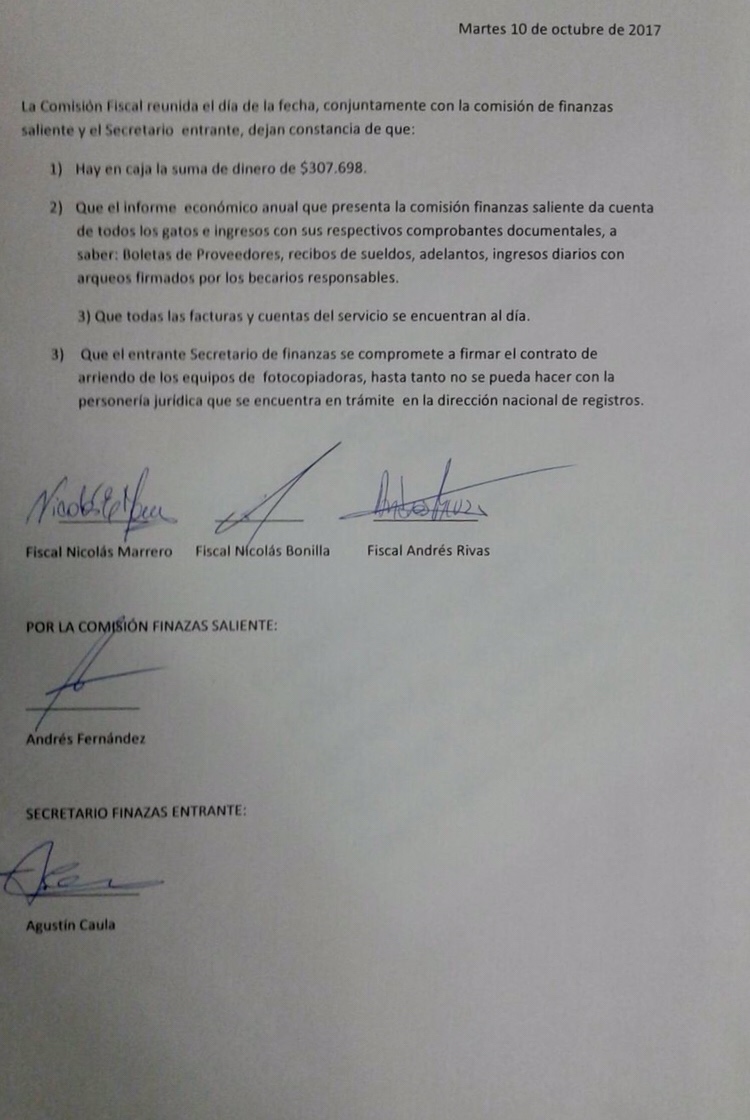 Martes 10 de octubre de 2017
La Comisión Fiscal reunida el día de la fecha, conjuntamente con la comisión de finanzas
saliente y el Secretario entrante, dejan constancia de que:
1) Hay en caja la suma de dinero de $307.698.
2) Que el informe económico anual que presenta la comisión finanzas saliente da cuenta
de todos los gatos e ingresos con sus respectivos comprobantes documentales, a
saber: Boletas de Proveedores, recibos de sueldos, adelantos, ingresos diarios con
arqueos firmados por los becarios responsables.
3) Que todas las facturas y cuentas del servicio se encuentran al día.
3) Que el entrante Secretario de finanzas se compromete a firmar el contrato de
arriendo de los equipos de fotocopiadoras, hasta tanto no se pueda hacer con la
personería jurídica que se encuentra en trámite en la dirección nacional de registros.
Fiscal Nicolás Marrero Fiscal Nicolás Bonilla Fiscal Andrés Rivas
POR LA COMISIÓN FINAZAS SALIENTE:
Andrés Fernández
SECRETARIO FINAZAS ENTRANTE:
Agustín Caula